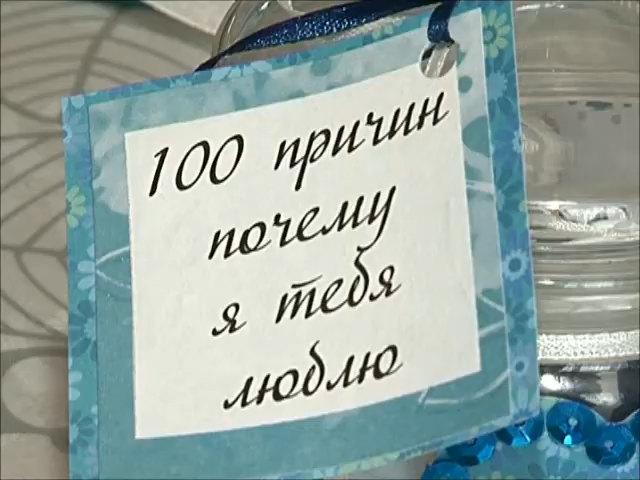 100 причин
почему
я тебя
люблю